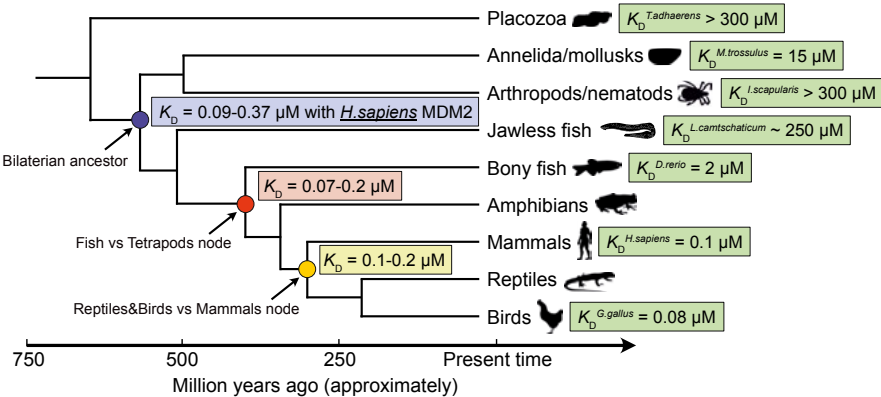 Placozoa K_D^T.adhaerens > 300 µM
Annelida/mollusks K_D^M.trossulus = 15 µM
Arthropods/nematods K_D^I.scapularis > 300 µM
K_D = 0.09-0.37 µM with H.sapiens MDM2
Jawless fish K_D^L.camtschaticum ~ 250 µM
Bilaterian ancestor
Bony fish K_D^D.rerio = 2 µM
K_D = 0.07-0.2 µM
Amphibians
Fish vs Tetrapods node
Mammals K_D^H.sapiens = 0.1 µM
K_D = 0.1-0.2 µM
Reptiles
Reptiles&Birds vs Mammals node
Birds K_D^G.gallus = 0.08 µM
750 500 250 Present time
Million years ago (approximately)